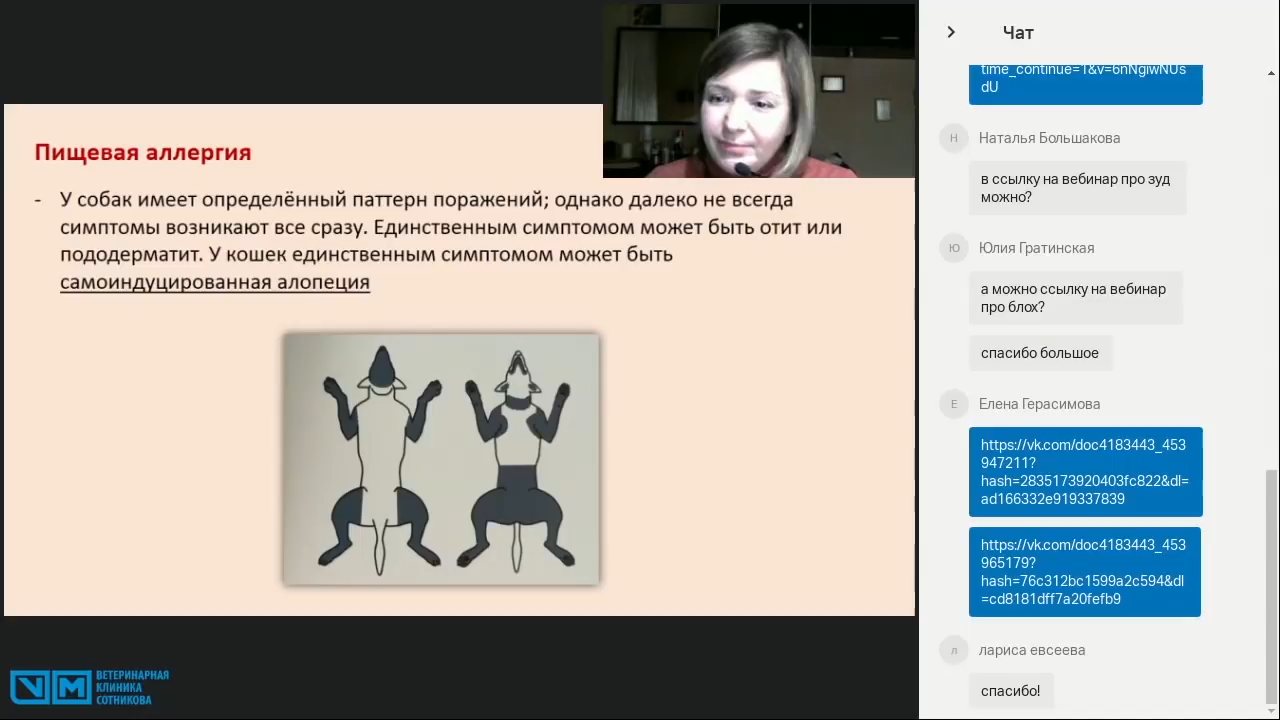 Пищевая аллергия
- У собак имеет определённый паттерн поражений; однако далеко не всегда
симптомы возникают все сразу. Единственным симптомом может быть отит или
пододерматит. У кошек единственным симптомом может быть
самоиндуцированная алопеция
VM
ВЕТЕРИНАРНАЯ
КЛИНИКА
СОТНИКОВА
Чат
time_continue=1&v=6nNgiwNUs
dU
Н
Наталья Большакова
в ссылку на вебинар про зуд
можно?
Ю
Юлия Гратинская
а можно ссылку на вебинар
про блох?
спасибо большое
Е
Елена Герасимова
https://vk.com/doc4183443_453
947211?
hash=2835173920403fc822&dl=
ad166332e919337839
https://vk.com/doc4183443_453
965179?
hash=76c312bc1599a2c594&dl
=cd8181dff7a20fefb9
л
лариса евсеева
спасибо!